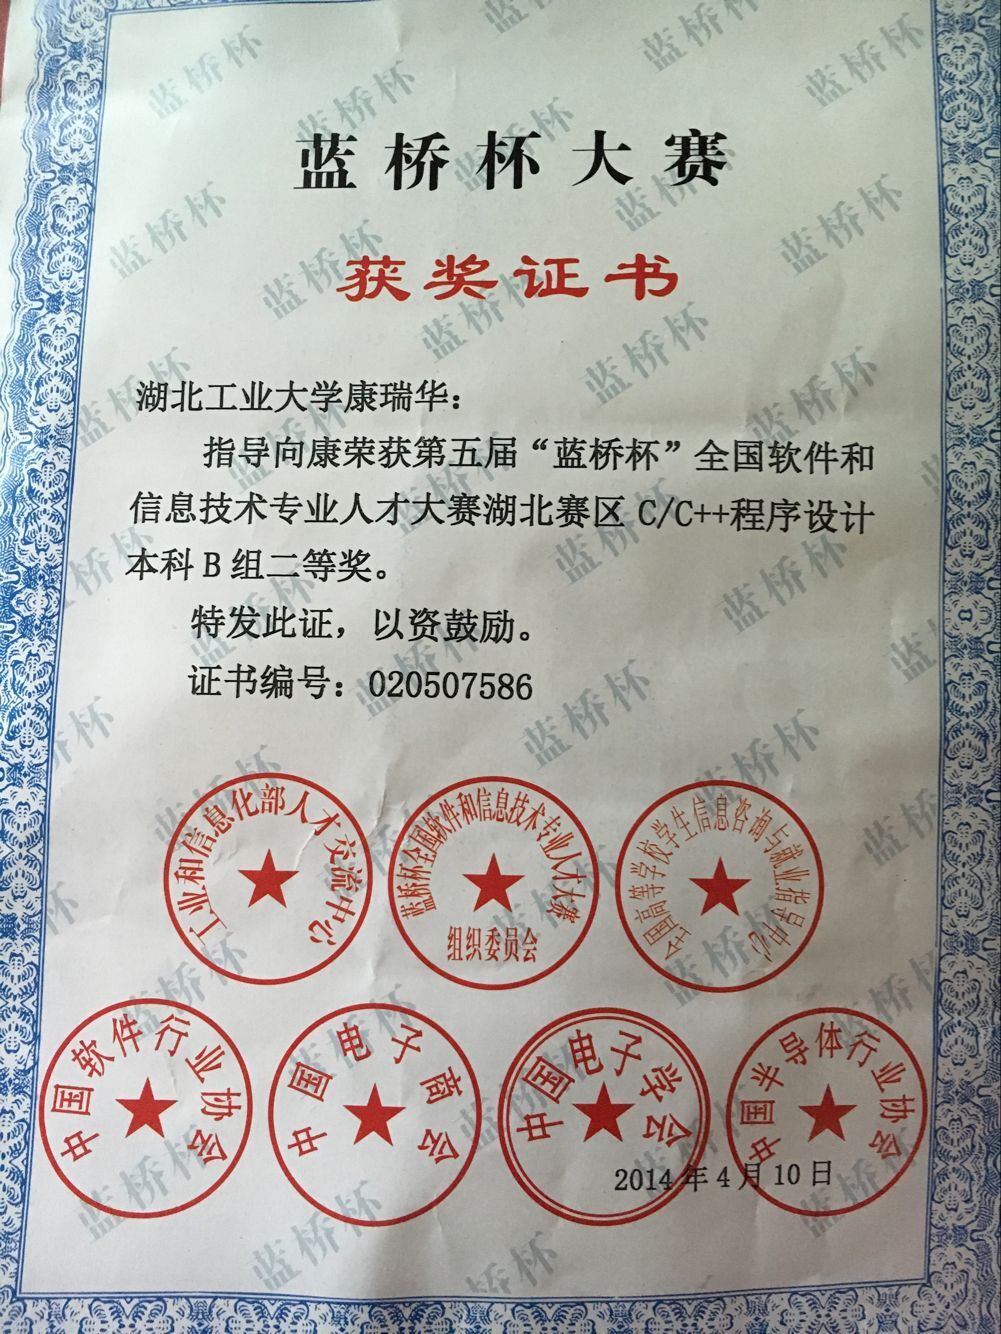 蓝桥杯大赛
获奖证书
湖北工业大学康瑞华：
指导向康荣获第五届“蓝桥杯”全国软件和
信息技术专业人才大赛湖北赛区 C/C++程序设计
本科 B 组二等奖。
特发此证，以资鼓励。
证书编号：020507586
工业和信息化部人才交流中心
蓝桥杯全国软件和信息技术专业人才大赛
组织委员会
全国高等学校学生信息咨询与就业指导中心
中国软件行业协会
中国电子商会
中国电子学会
中国半导体行业协会
2014 年 4 月 10 日